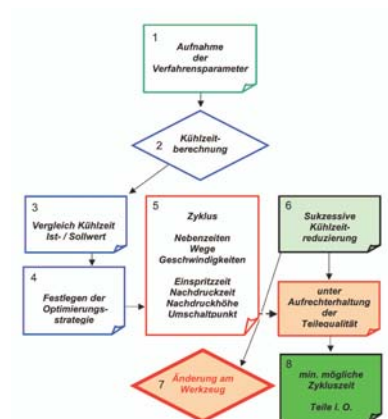 1
Aufnahme
der
Verfahrensparameter
2
Kühlzeit-
berechnung
3
Vergleich Kühlzeit
Ist- / Sollwert
4
Festlegen der
Optimierungs-
strategie
5
Zyklus
Nebenzeiten
Wege
Geschwindigkeiten
Einspritzzeit
Nachdruckzeit
Nachdruckhöhe
Umschaltpunkt
6
Sukzessive
Kühlzeit-
reduzierung
unter
Aufrechterhaltung
der
Teilequalität
7
Änderung am
Werkzeug
8
min. mögliche
Zykluszeit
Teile i. O.